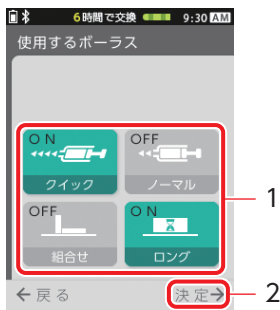 6時間で交換 9:30 AM
使用するボーラス
ON OFF
クイック ノーマル
OFF ON
組合せ ロング
1
←戻る 決定→ 2